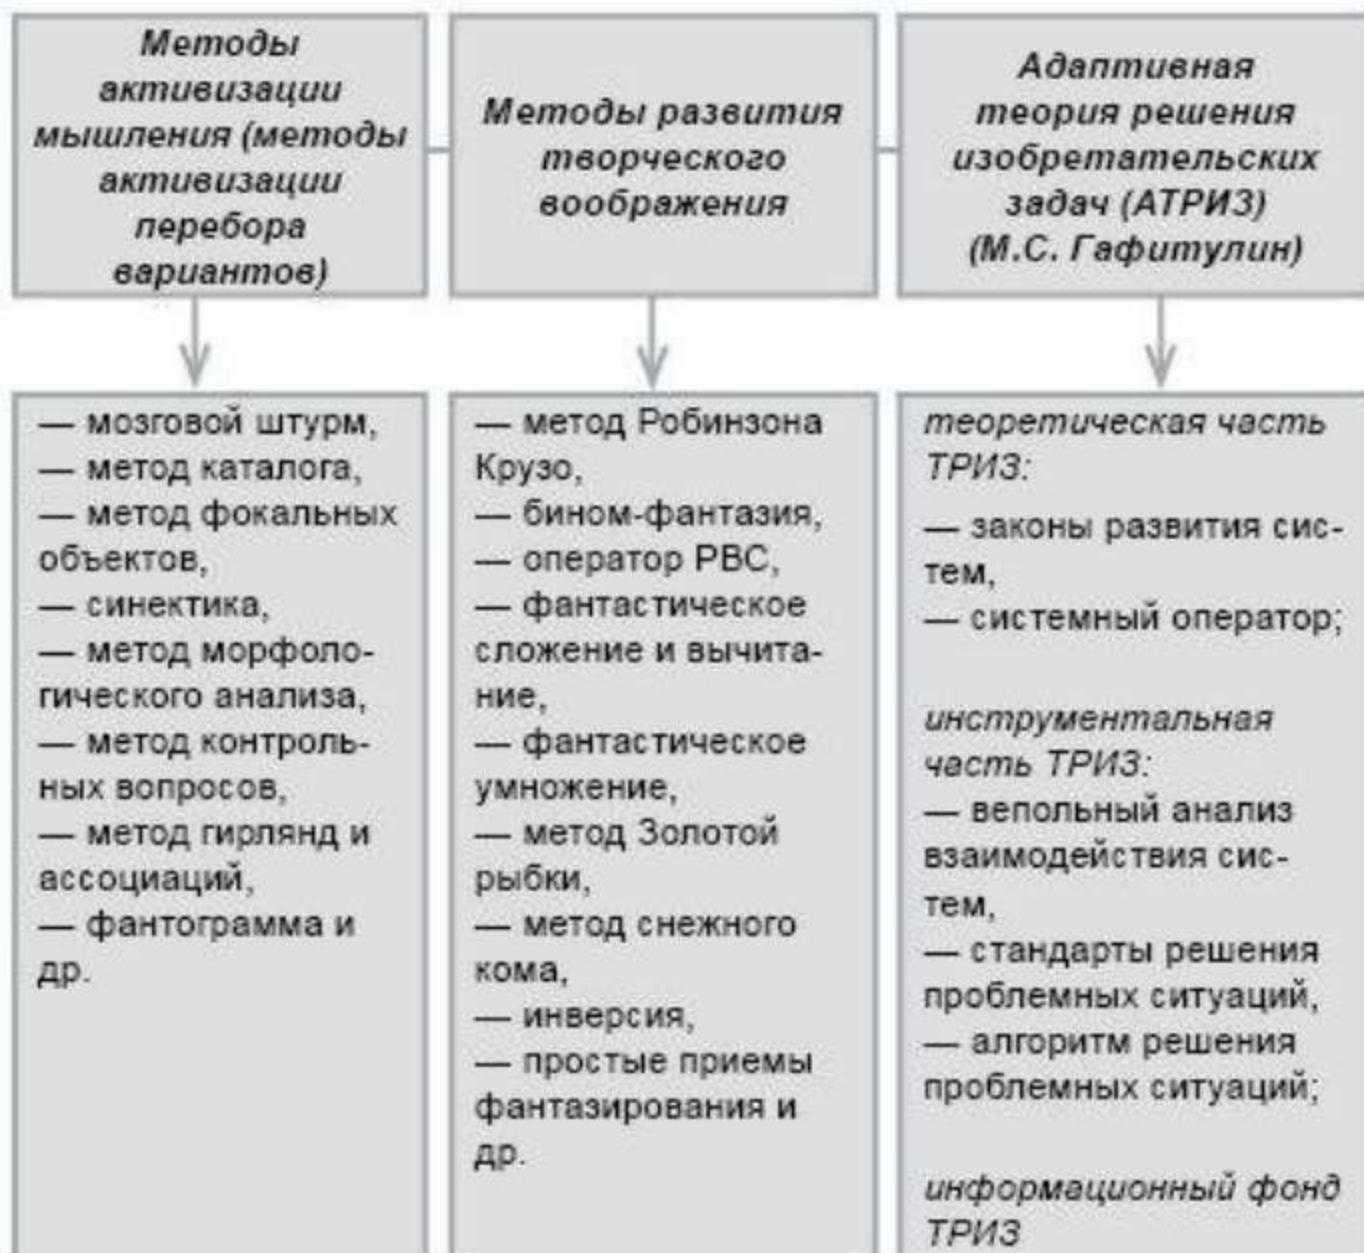 Методы
активизации
мышления (методы
активизации
перебора
вариантов)
Методы развития
творческого
воображения
Адаптивная
теория решения
изобретательских
задач (АТРИЗ)
(М.С. Гафитулин)
— мозговой штурм,
— метод каталога,
— метод фокальных
объектов,
— синектика,
— метод морфоло-
гического анализа,
— метод контроль-
ных вопросов,
— метод гирлянд и
ассоциаций,
— фантограмма и
др.
— метод Робинзона
Крузо,
— бином-фантазия,
— оператор РВС,
— фантастическое
сложение и вычита-
ние,
— фантастическое
умножение,
— метод Золотой
рыбки,
— метод снежного
кома,
— инверсия,
— простые приемы
фантазирования и
др.
теоретическая часть
ТРИЗ:
— законы развития сис-
тем,
— системный оператор;
инструментальная
часть ТРИЗ:
— вепольный анализ
взаимодействия сис-
тем,
— стандарты решения
проблемных ситуаций,
— алгоритм решения
проблемных ситуаций;
информационный фонд
ТРИЗ